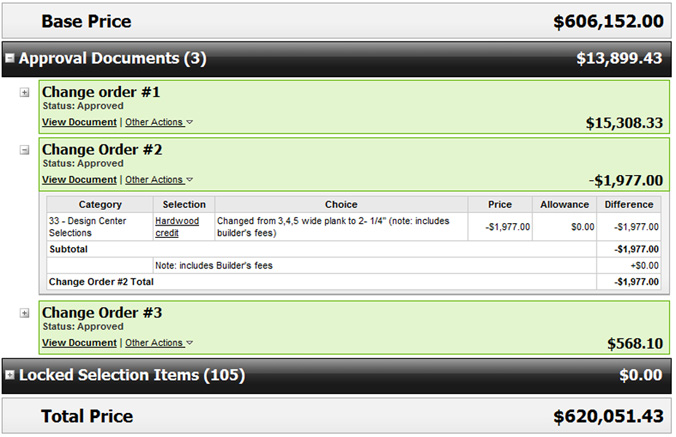 Base Price $606,152.00
Approval Documents (3) $13,899.43
Change order #1
Status: Approved
View Document | Other Actions $15,308.33
Change Order #2
Status: Approved
View Document | Other Actions -$1,977.00
Category Selection Choice Price Allowance Difference
33 - Design Center Selections Hardwood credit Changed from 3,4,5 wide plank to 2- 1/4" (note: includes builder's fees) -$1,977.00 $0.00 -$1,977.00
Subtotal -$1,977.00
Note: includes Builder's fees +$0.00
Change Order #2 Total -$1,977.00
Change Order #3
Status: Approved
View Document | Other Actions $568.10
Locked Selection Items (105) $0.00
Total Price $620,051.43